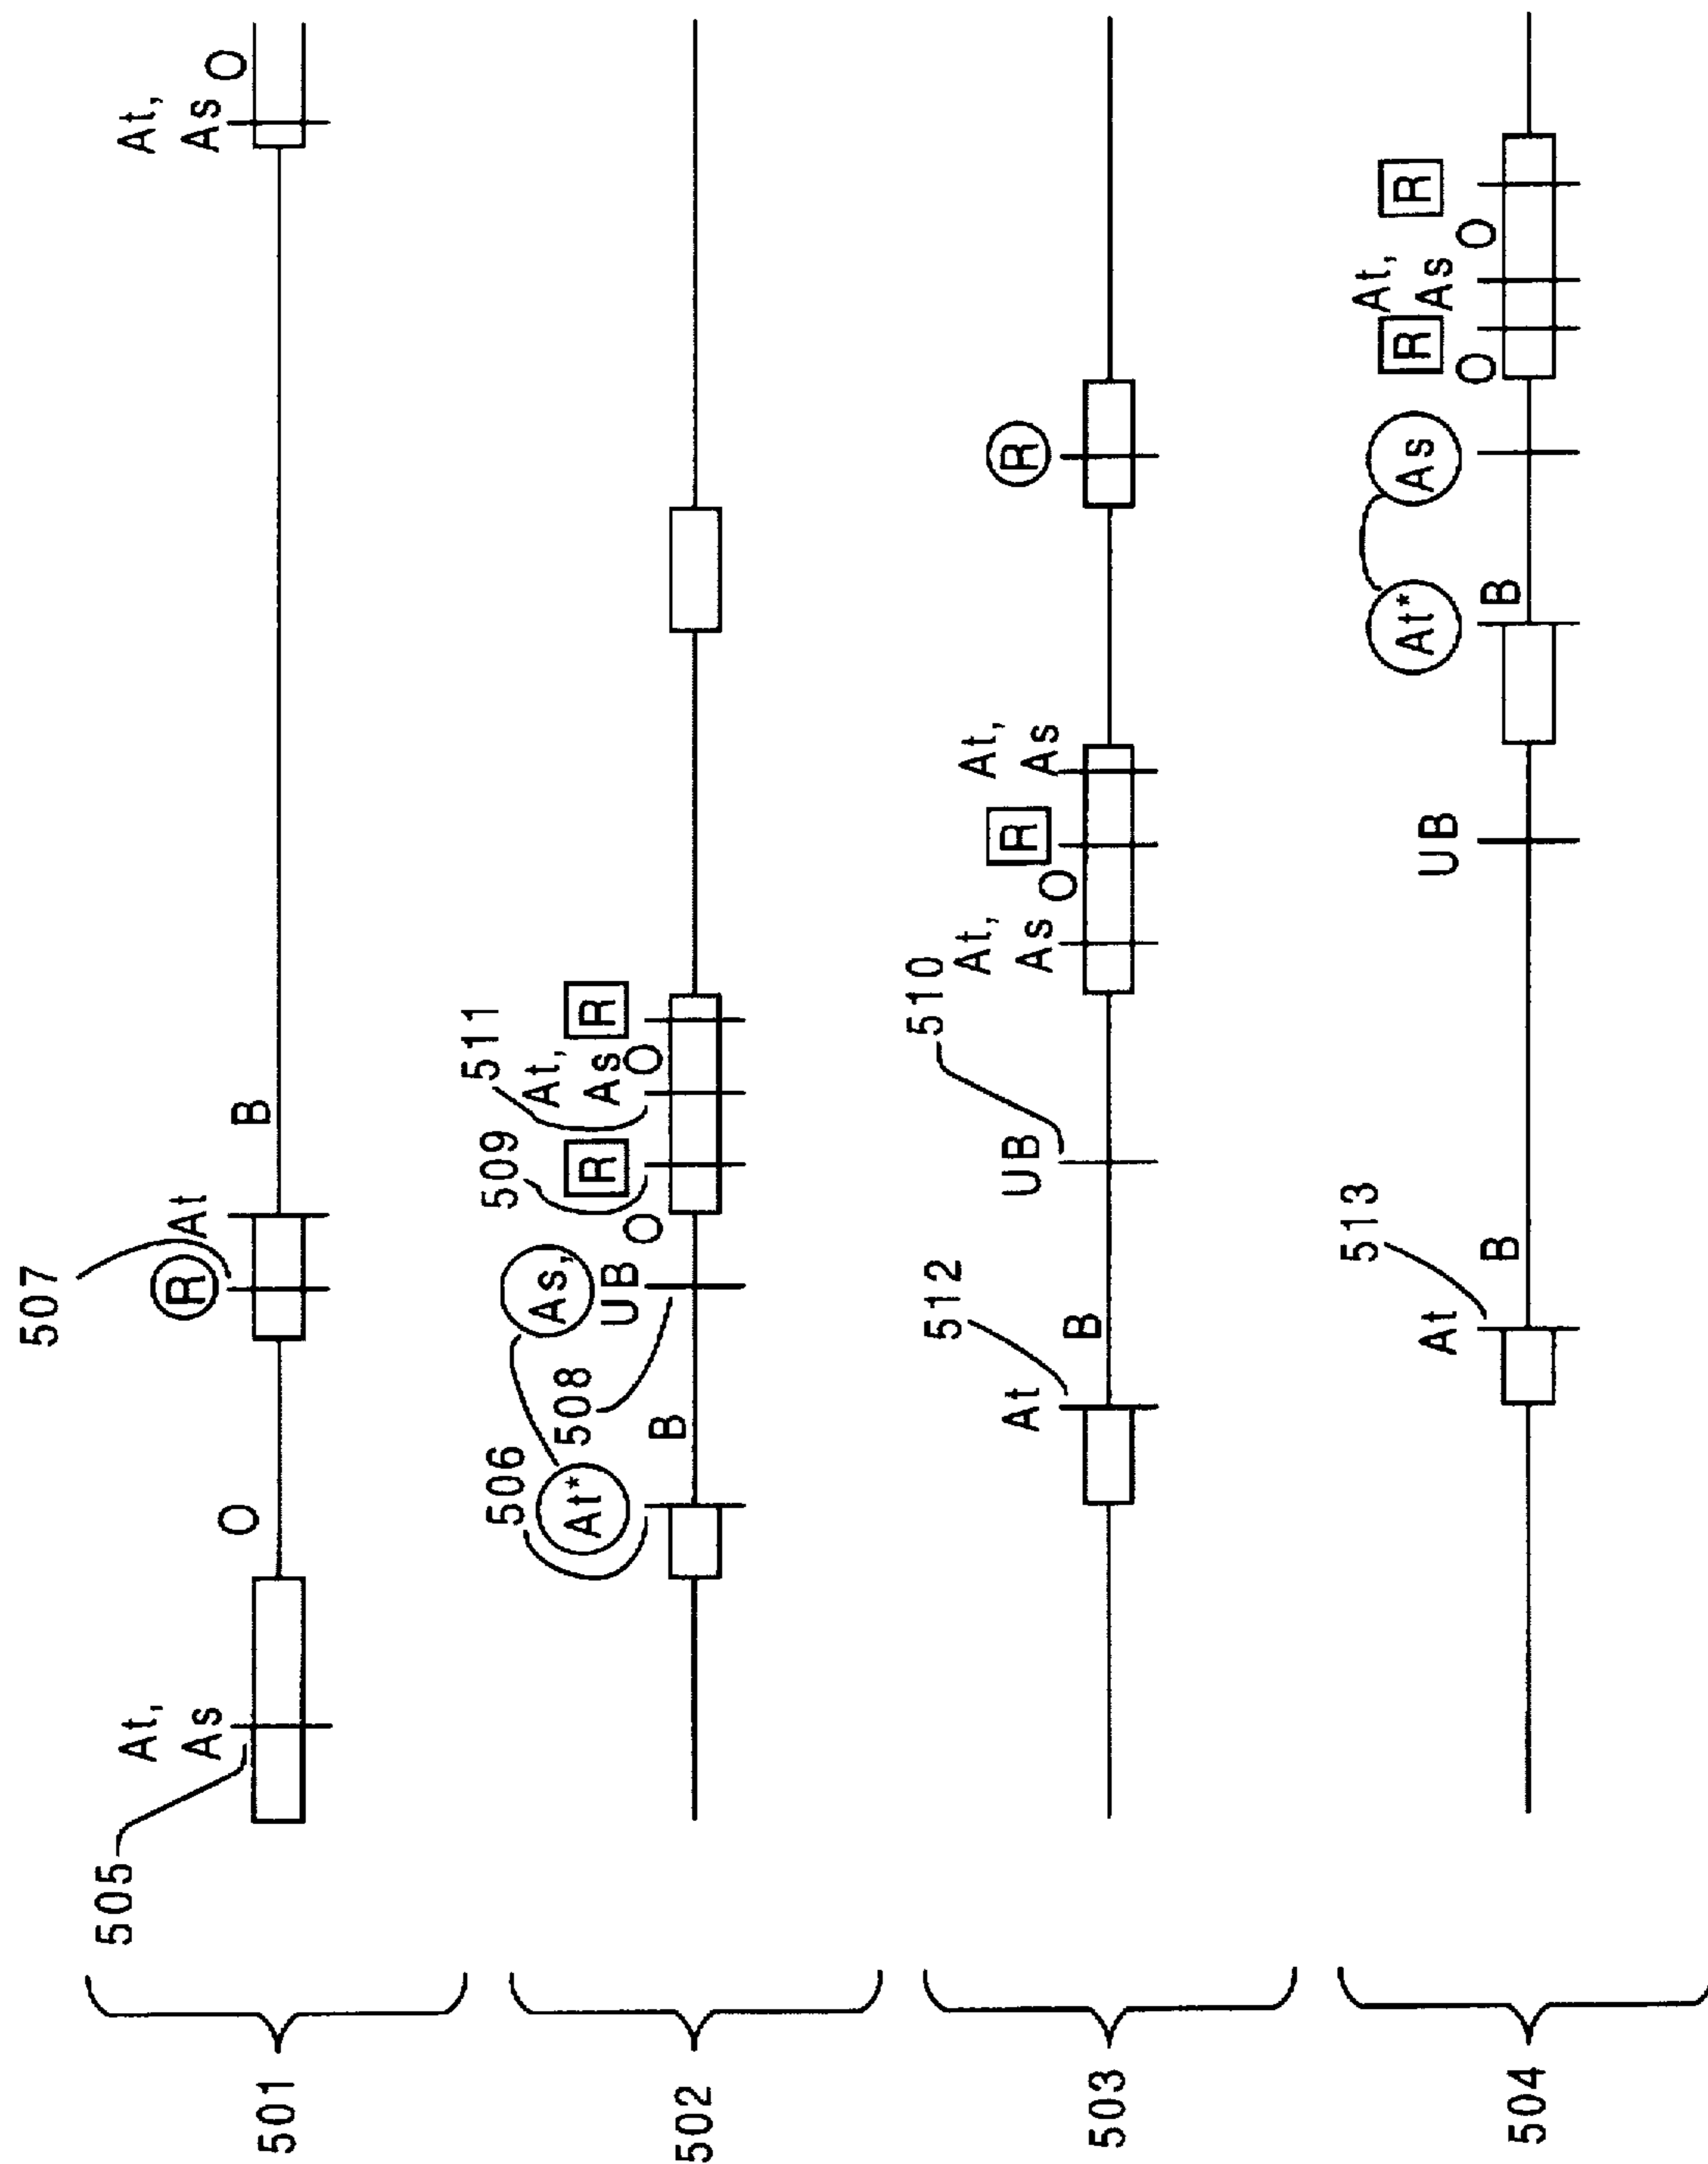 501
505
At,
As
O
507
R
At
B
At,
As
O
502
506
At*
508
B
As,
UB
O
509
R
511
At,
As
O
R
503
512
At
B
510
UB
At,
As
O
R
At,
As
R
504
513
At
B
UB
At*
B
As
O
R
At,
As
O
R